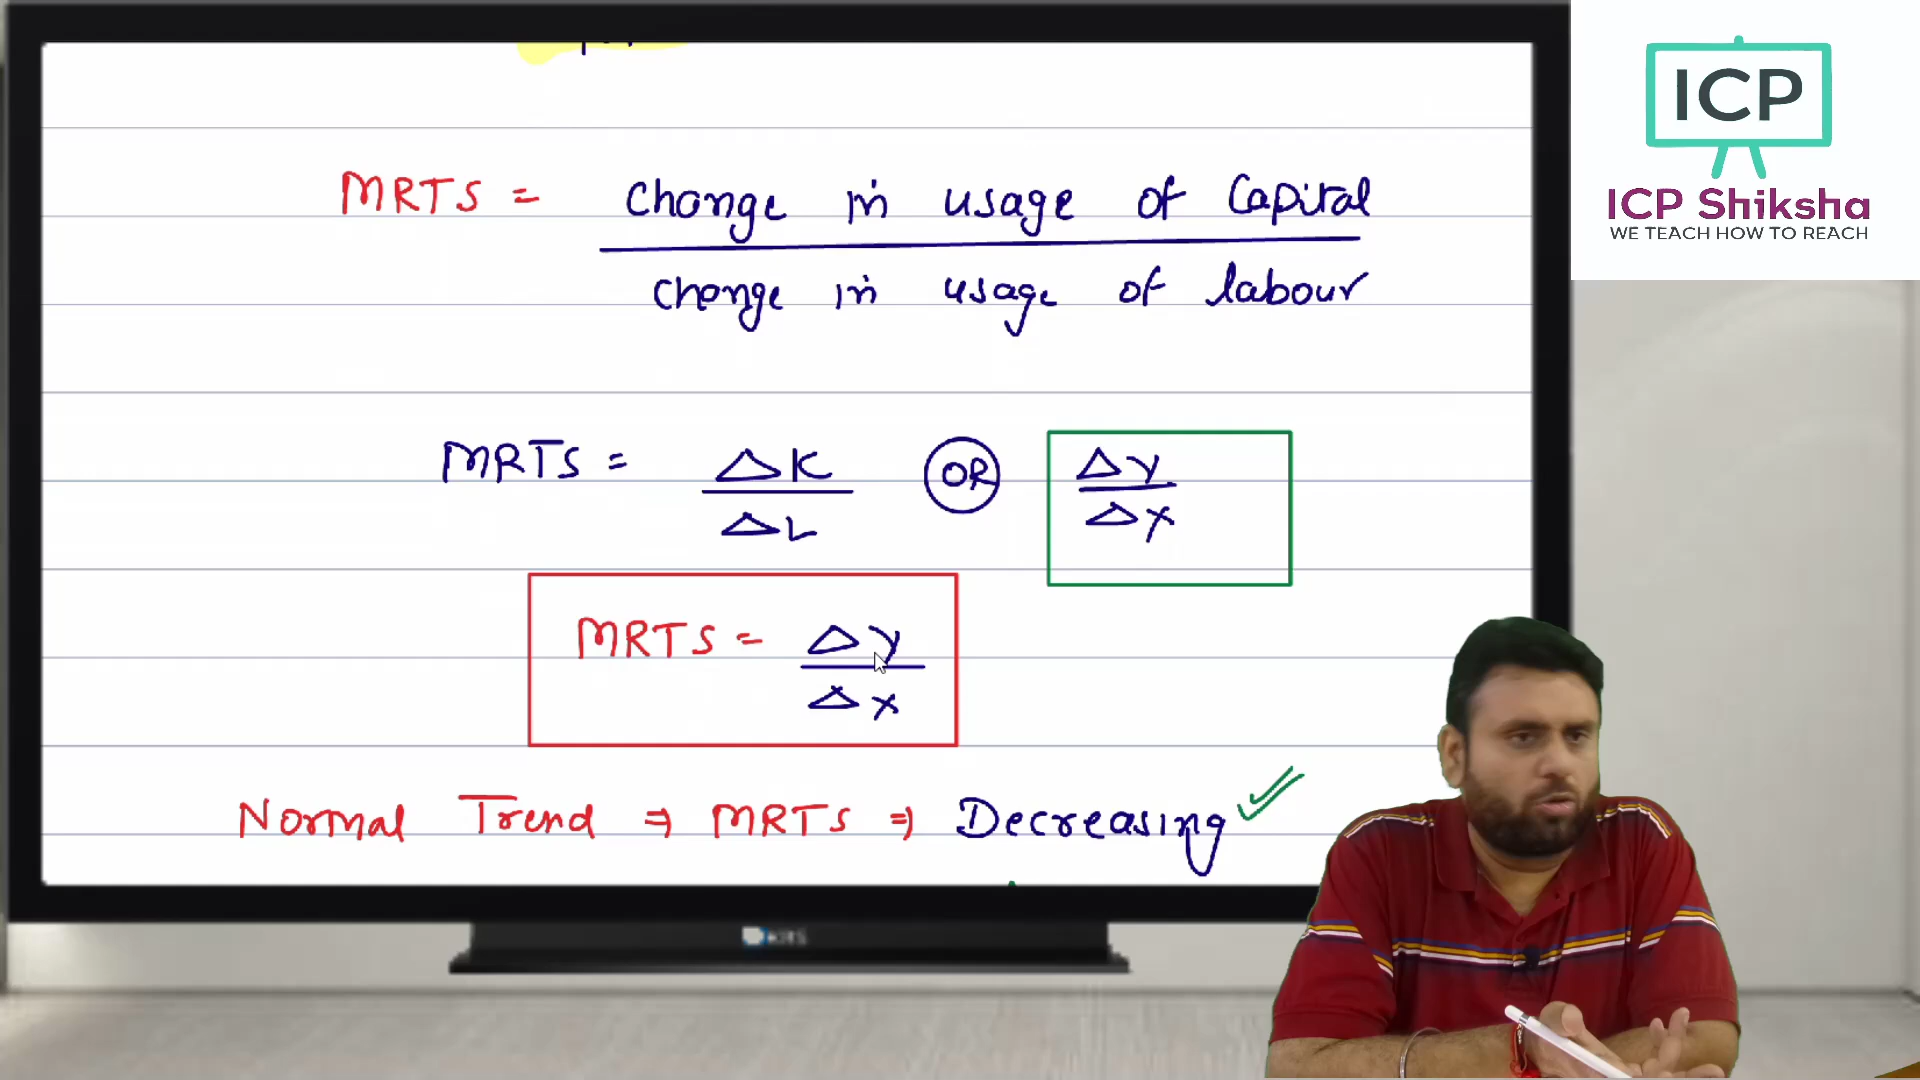 ICP
ICP Shiksha
WE TEACH HOW TO REACH
MRTS = Change in usage of Capital
change in usage of labour
MRTS = ΔK OR Δy
ΔL Δx
MRTS = Δy
Δx
Normal Trend ⇒ MRTS ⇒ Decreasing